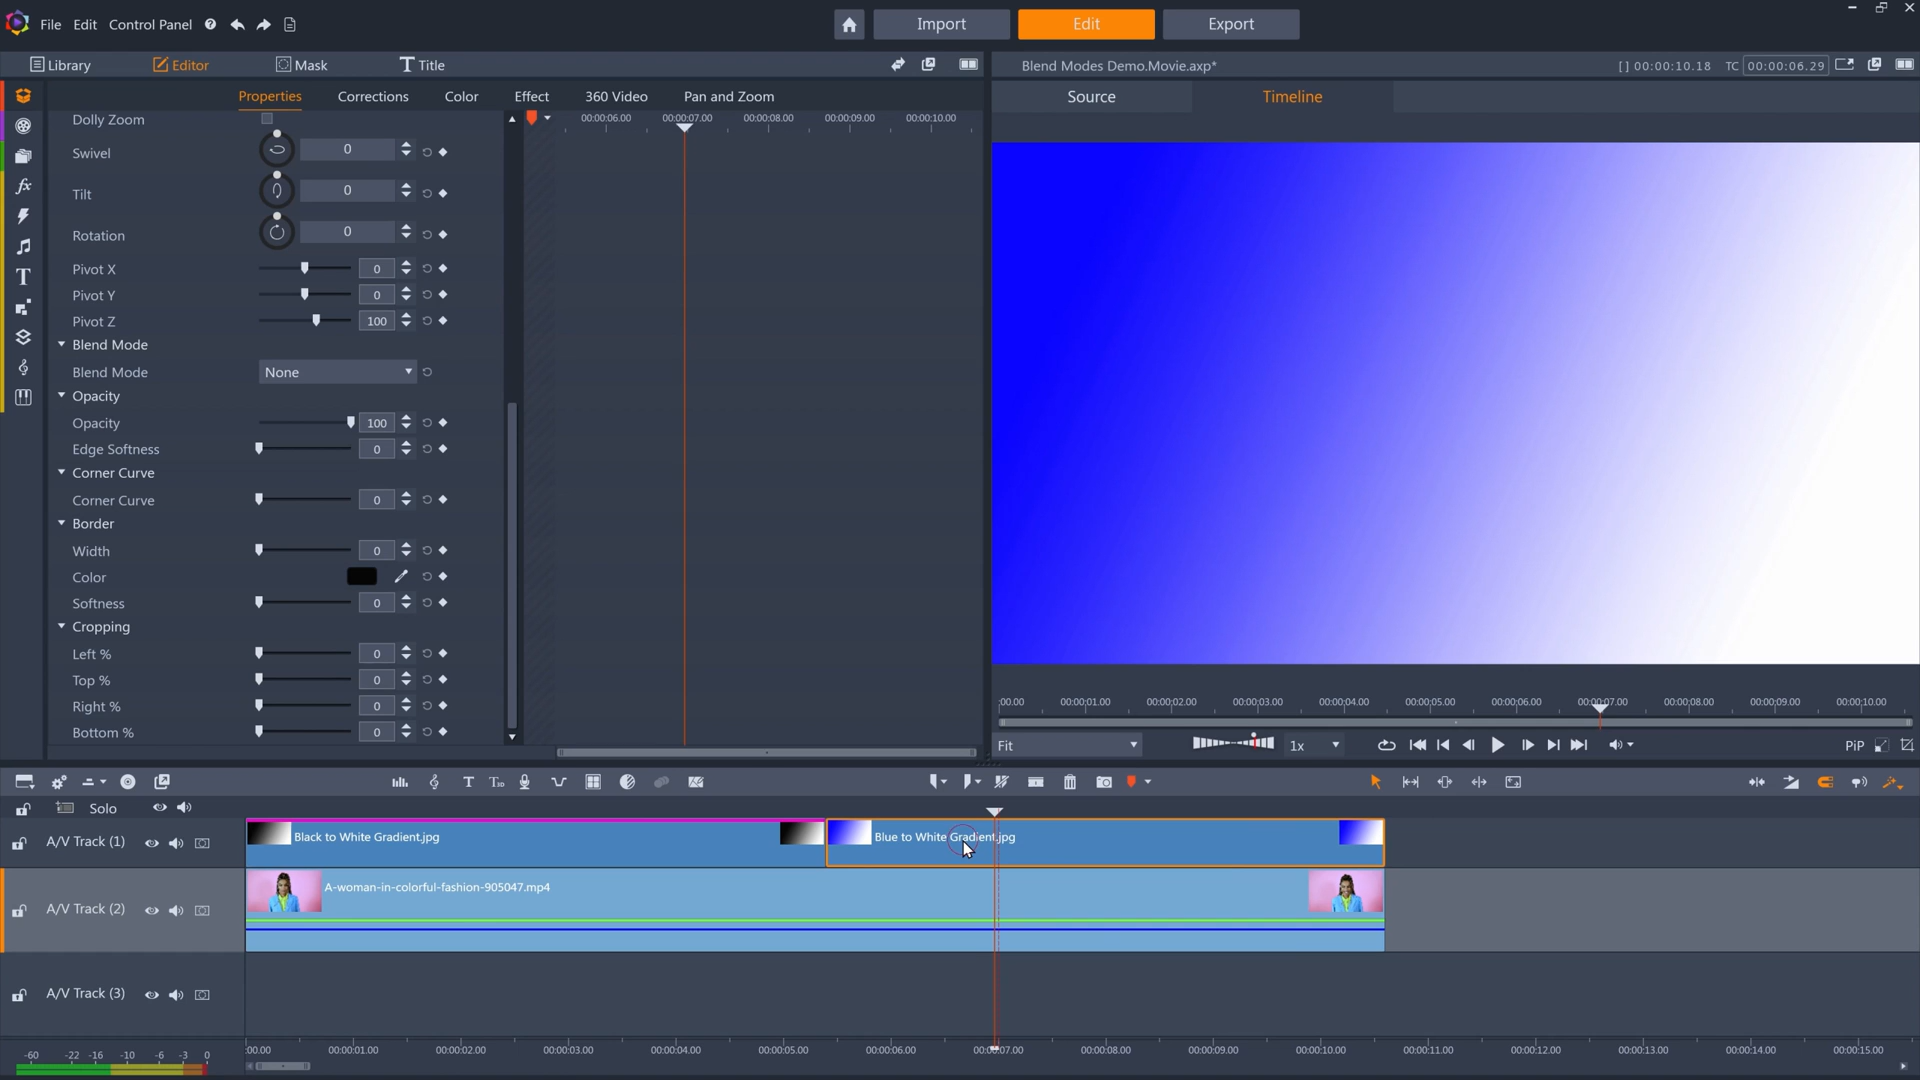 File Edit Control Panel
Import Edit Export
Library Editor Mask Title
Blend Modes Demo.Movie.axp* [ ] 00:00:10.18 TC 00:00:06.29
Properties Corrections Color Effect 360 Video Pan and Zoom
Source Timeline
00:00:06.00 00:00:07.00 00:00:08.00 00:00:09.00 00:00:10.00
Dolly Zoom
Swivel 0
Tilt 0
Rotation 0
Pivot X 0
Pivot Y 0
Pivot Z 100
Blend Mode
Blend Mode None
Opacity
Opacity 100
Edge Softness 0
Corner Curve
Corner Curve 0
Border
Width 0
Color
Softness 0
Cropping
Left % 0
Top % 0
Right % 0
Bottom % 0
:00.00 00:00:01.00 00:00:02.00 00:00:03.00 00:00:04.00 00:00:05.00 00:00:06.00 00:00:07.00 00:00:08.00 00:00:09.00 00:00:10.00
Fit 1x PiP
Solo
A/V Track (1) Black to White Gradient.jpg Blue to White Gradient.jpg
A/V Track (2) A-woman-in-colorful-fashion-905047.mp4
A/V Track (3)
-60 -22 -16 -10 -6 -3 0
:00.00 00:00:01.00 00:00:02.00 00:00:03.00 00:00:04.00 00:00:05.00 00:00:06.00 00:00:07.00 00:00:08.00 00:00:09.00 00:00:10.00 00:00:11.00 00:00:12.00 00:00:13.00 00:00:14.00 00:00:15.00